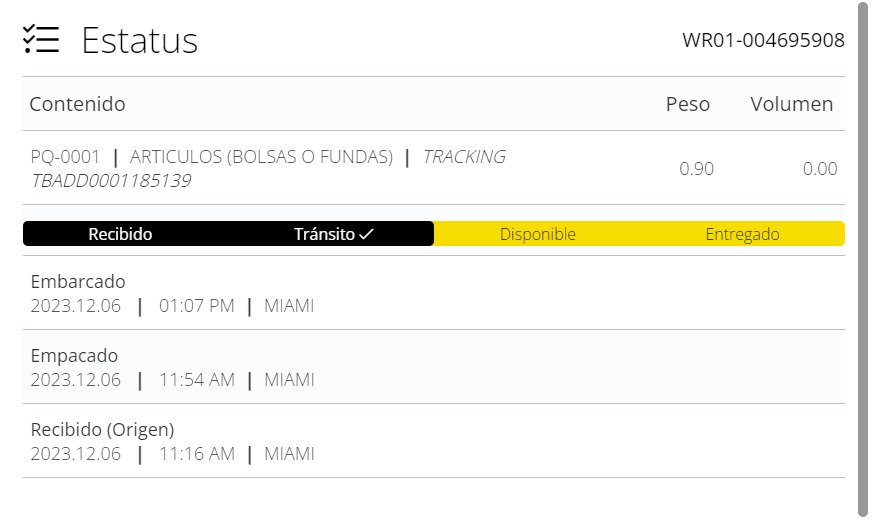 Estatus WR01-004695908
Contenido Peso Volumen
PQ-0001 | ARTICULOS (BOLSAS O FUNDAS) | TRACKING
TBADD0001185139 0.90 0.00
Recibido Tránsito ✓ Disponible Entregado
Embarcado
2023.12.06 | 01:07 PM | MIAMI
Empacado
2023.12.06 | 11:54 AM | MIAMI
Recibido (Origen)
2023.12.06 | 11:16 AM | MIAMI